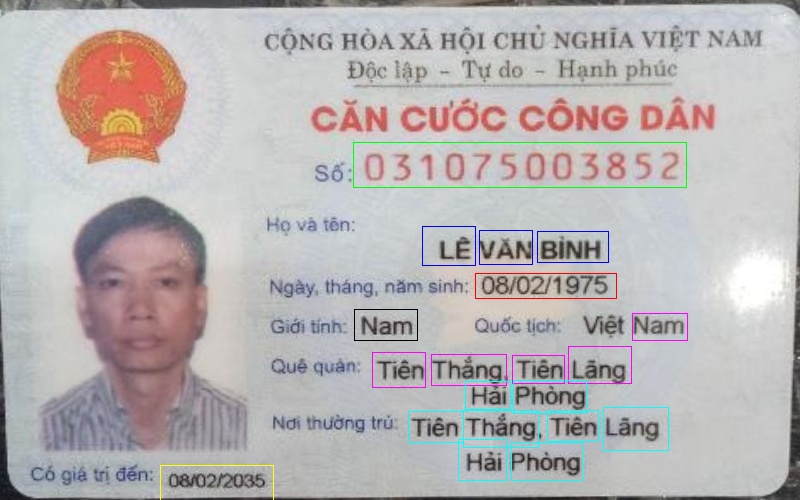 CỘNG HÒA XÃ HỘI CHỦ NGHĨA VIỆT NAM
Độc lập - Tự do - Hạnh phúc
CĂN CƯỚC CÔNG DÂN
Số: 031075003852
Họ và tên:
LÊ VĂN BÌNH
Ngày, tháng, năm sinh: 08/02/1975
Giới tính: Nam Quốc tịch: Việt Nam
Quê quán: Tiên Thắng, Tiên Lãng
Hải Phòng
Nơi thường trú: Tiên Thắng, Tiên Lãng
Hải Phòng
Có giá trị đến: 08/02/2035